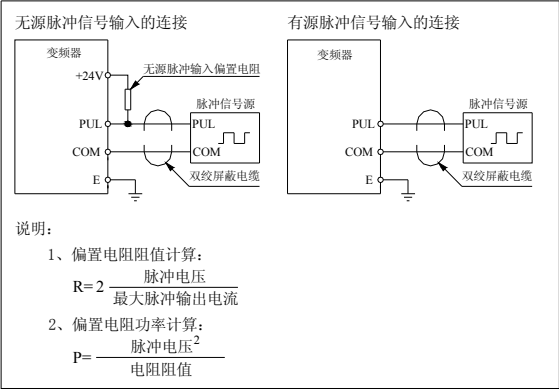 无源脉冲信号输入的连接
变频器
+24V
无源脉冲输入偏置电阻
脉冲信号源
PUL
PUL
COM
COM
E
双绞屏蔽电缆
有源脉冲信号输入的连接
变频器
脉冲信号源
PUL
PUL
COM
COM
E
双绞屏蔽电缆
说明：
1、偏置电阻阻值计算：
R= 2 脉冲电压
最大脉冲输出电流
2、偏置电阻功率计算：
P= 脉冲电压²
电阻阻值